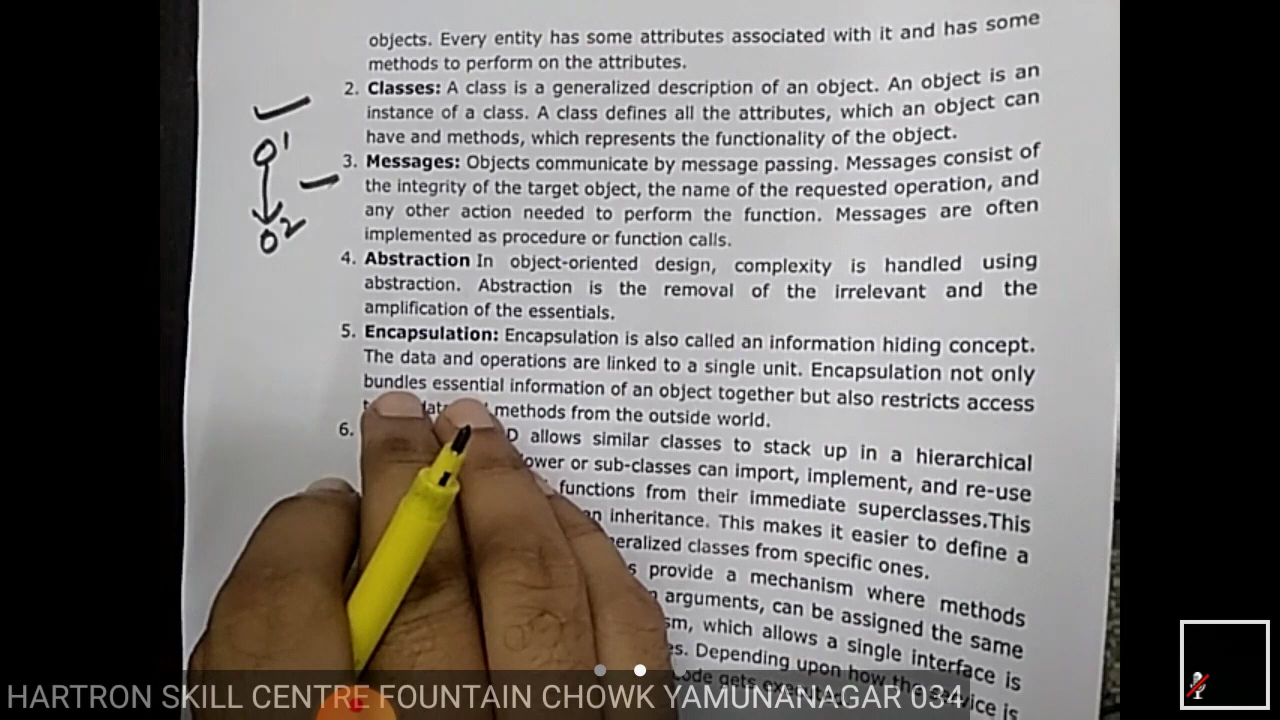 objects. Every entity has some attributes associated with it and has some
methods to perform on the attributes.
2. Classes: A class is a generalized description of an object. An object is an
instance of a class. A class defines all the attributes, which an object can
have and methods, which represents the functionality of the object.
3. Messages: Objects communicate by message passing. Messages consist of
the integrity of the target object, the name of the requested operation, and
any other action needed to perform the function. Messages are often
implemented as procedure or function calls.
4. Abstraction In object-oriented design, complexity is handled using
abstraction. Abstraction is the removal of the irrelevant and the
amplification of the essentials.
5. Encapsulation: Encapsulation is also called an information hiding concept.
The data and operations are linked to a single unit. Encapsulation not only
bundles essential information of an object together but also restricts access
methods from the outside world.
6. allows similar classes to stack up in a hierarchical
or sub-classes can import, implement, and re-use
functions from their immediate superclasses.This
inheritance. This makes it easier to define a
classes from specific ones.
provide a mechanism where methods
arguments, can be assigned the same
which allows a single interface is
Depending upon how the service is
code gets
O1
O2
HARTRON SKILL CENTRE FOUNTAIN CHOWK YAMUNANAGAR 034